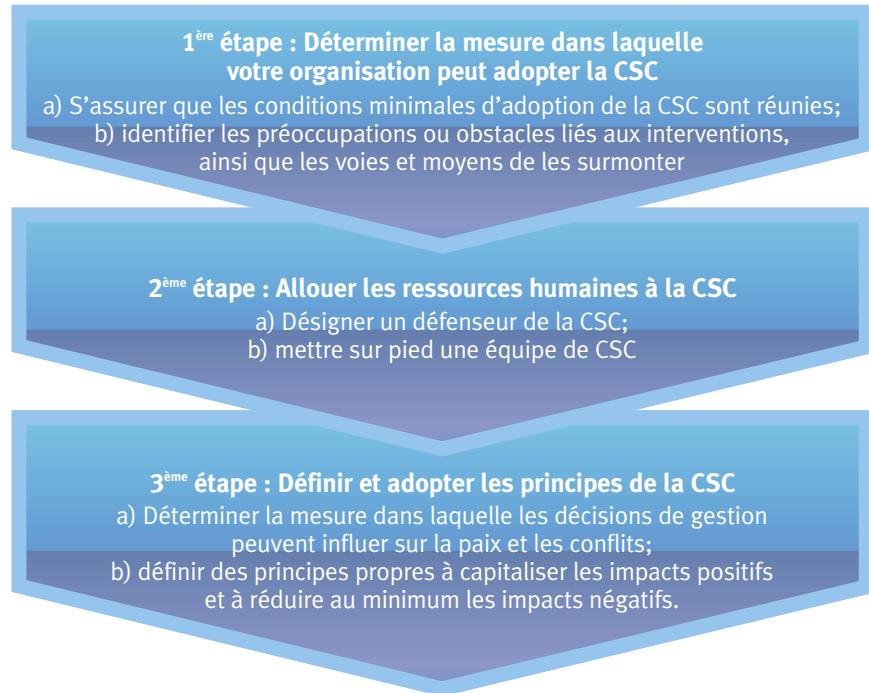 1ère étape : Déterminer la mesure dans laquelle
votre organisation peut adopter la CSC
a) S’assurer que les conditions minimales d’adoption de la CSC sont réunies;
b) identifier les préoccupations ou obstacles liés aux interventions,
ainsi que les voies et moyens de les surmonter
2ème étape : Allouer les ressources humaines à la CSC
a) Désigner un défenseur de la CSC;
b) mettre sur pied une équipe de CSC
3ème étape : Définir et adopter les principes de la CSC
a) Déterminer la mesure dans laquelle les décisions de gestion
peuvent influer sur la paix et les conflits;
b) définir des principes propres à capitaliser les impacts positifs
et à réduire au minimum les impacts négatifs.